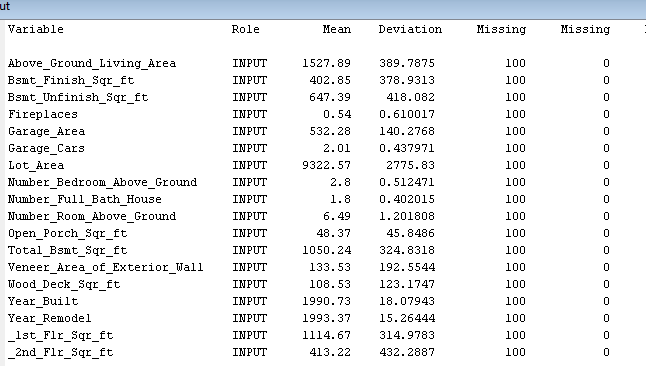 ut
Variable Role Mean Deviation Missing Missing
Above_Ground_Living_Area INPUT 1527.89 389.7875 100 0
Bsmt_Finish_Sqr_ft INPUT 402.85 378.9313 100 0
Bsmt_Unfinish_Sqr_ft INPUT 647.39 418.082 100 0
Fireplaces INPUT 0.54 0.610017 100 0
Garage_Area INPUT 532.28 140.2768 100 0
Garage_Cars INPUT 2.01 0.437971 100 0
Lot_Area INPUT 9322.57 2775.83 100 0
Number_Bedroom_Above_Ground INPUT 2.8 0.512471 100 0
Number_Full_Bath_House INPUT 1.8 0.402015 100 0
Number_Room_Above_Ground INPUT 6.49 1.201808 100 0
Open_Porch_Sqr_ft INPUT 48.37 45.8486 100 0
Total_Bsmt_Sqr_ft INPUT 1050.24 324.8318 100 0
Veneer_Area_of_Exterior_Wall INPUT 133.53 192.5544 100 0
Wood_Deck_Sqr_ft INPUT 108.53 123.1747 100 0
Year_Built INPUT 1990.73 18.07943 100 0
Year_Remodel INPUT 1993.37 15.26444 100 0
_1st_Flr_Sqr_ft INPUT 1114.67 314.9783 100 0
_2nd_Flr_Sqr_ft INPUT 413.22 432.2887 100 0